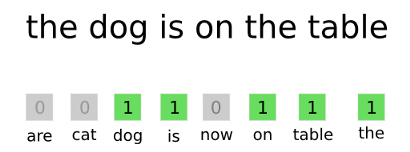 the dog is on the table
0 0 1 1 0 1 1 1
are cat dog is now on table the